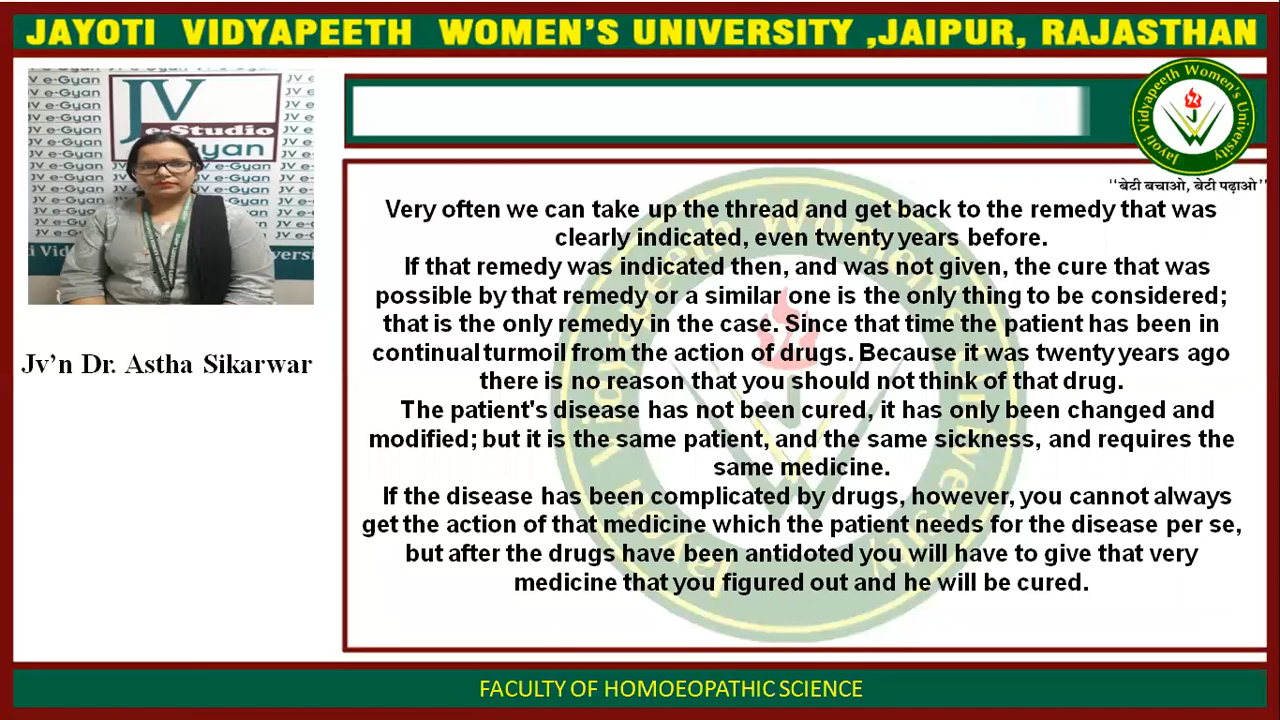 JAYOTI VIDYAPEETH WOMEN'S UNIVERSITY ,JAIPUR, RAJASTHAN
JV
e-Studio
Gyan
JV e-Gyan
Jayoti Vidyapeeth Women's University
“बेटी बचाओ, बेटी पढ़ाओ”
Jv'n Dr. Astha Sikarwar
Very often we can take up the thread and get back to the remedy that was
clearly indicated, even twenty years before.
If that remedy was indicated then, and was not given, the cure that was
possible by that remedy or a similar one is the only thing to be considered;
that is the only remedy in the case. Since that time the patient has been in
continual turmoil from the action of drugs. Because it was twenty years ago
there is no reason that you should not think of that drug.
The patient's disease has not been cured, it has only been changed and
modified; but it is the same patient, and the same sickness, and requires the
same medicine.
If the disease has been complicated by drugs, however, you cannot always
get the action of that medicine which the patient needs for the disease per se,
but after the drugs have been antidoted you will have to give that very
medicine that you figured out and he will be cured.
FACULTY OF HOMOEOPATHIC SCIENCE